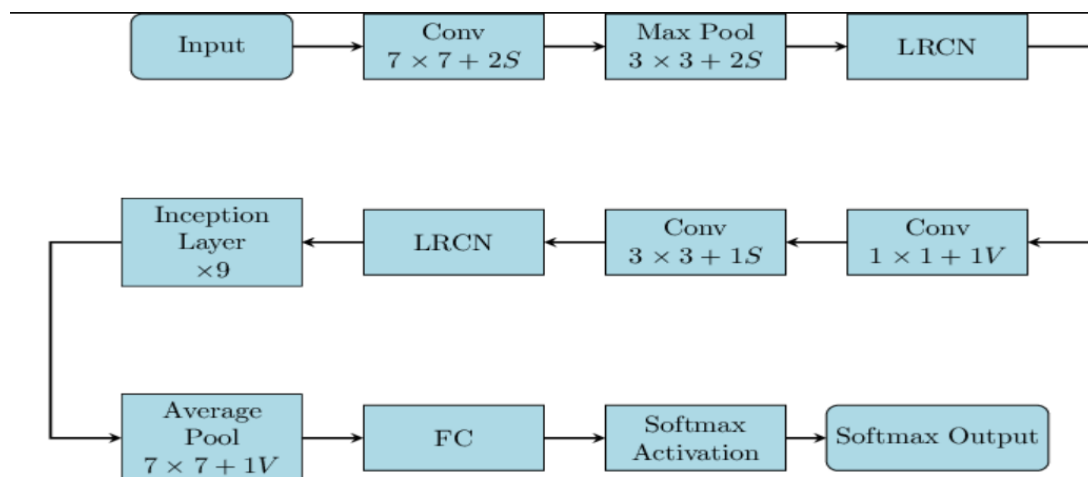 Input
Conv
7 × 7 + 2S
Max Pool
3 × 3 + 2S
LRCN
Conv
1 × 1 + 1V
Conv
3 × 3 + 1S
LRCN
Inception
Layer
×9
Average
Pool
7 × 7 + 1V
FC
Softmax
Activation
Softmax Output